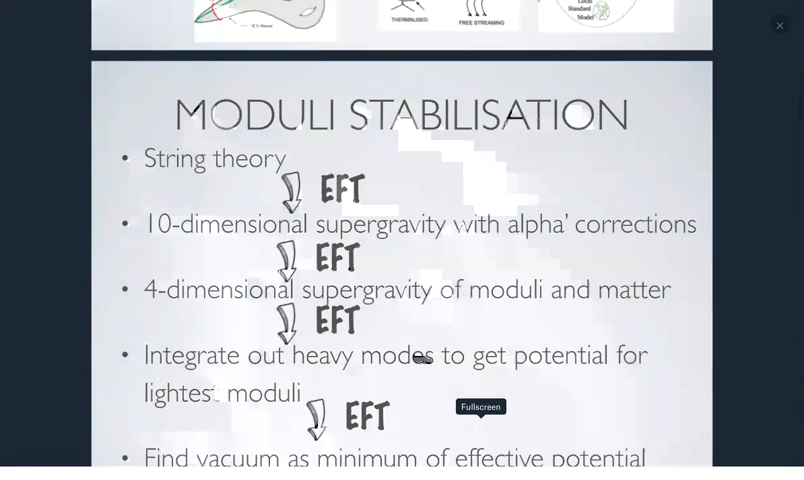 THERMALISED
FREE STREAMING
Local
Standard
Model
MODULI STABILISATION
• String theory
EFT
• 10-dimensional supergravity with alpha' corrections
EFT
• 4-dimensional supergravity of moduli and matter
EFT
• Integrate out heavy modes to get potential for
lightest moduli
EFT
Fullscreen
• Find vacuum as minimum of effective potential